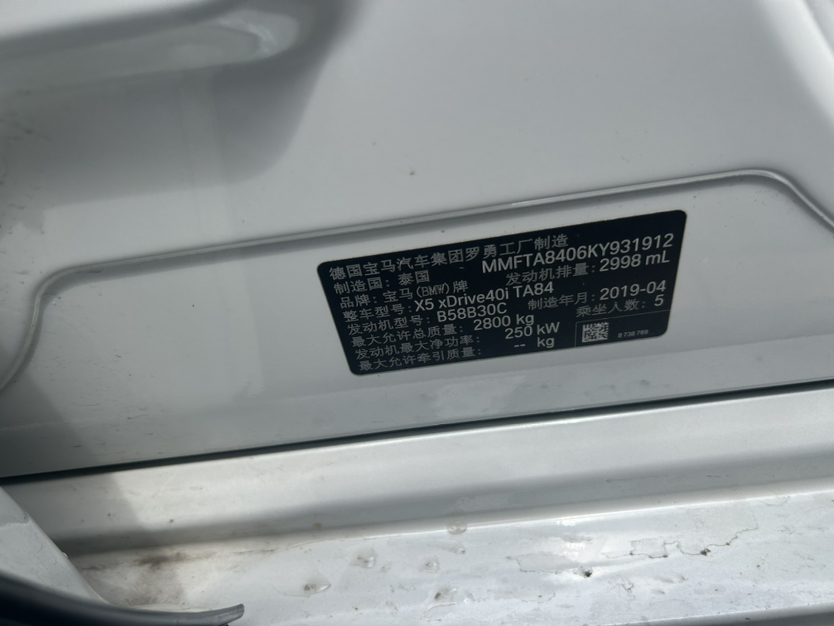 德国宝马汽车集团罗勇工厂制造
制造国：泰国 MMFTA8406KY931912
品牌：宝马(BMW)牌 发动机排量：2998 mL
整车型号：X5 xDrive40i TA84
发动机型号：B58B30C 制造年月：2019-04
最大允许总质量：2800 kg 乘坐人数：5
发动机最大净功率：250 kW
最大允许牵引质量：-- kg